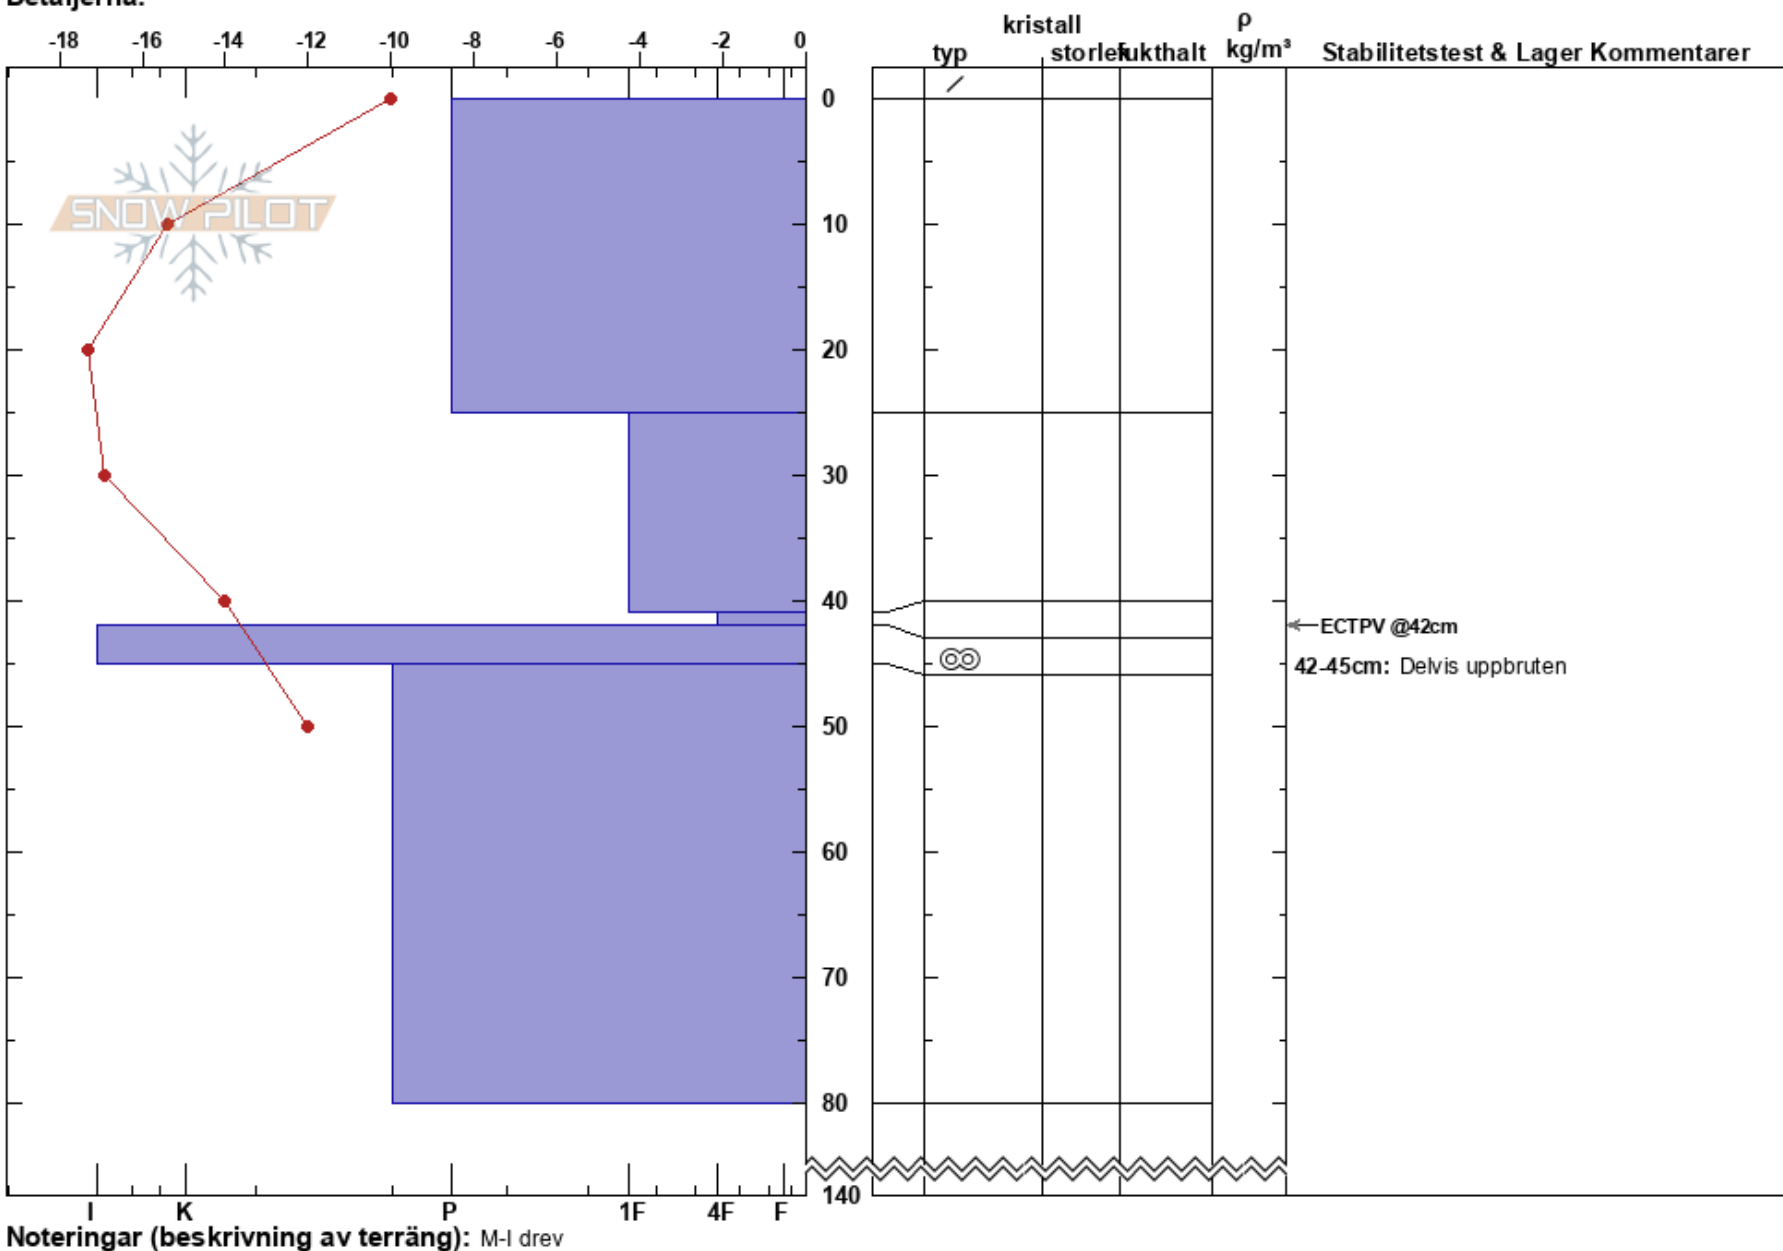 Detaljerna:
kristall ρ
-18 -16 -14 -12 -10 -8 -6 -4 -2 0
typ storlek fukthalt kg/m³ Stabilitetstest & Lager Kommentarer
0
SNOW PILOT
10
20
30
40
ECTPV @42cm
42-45cm: Delvis uppbruten
50
60
70
80
140
I K P 1F 4F F
Noteringar (beskrivning av terräng): M-I drev